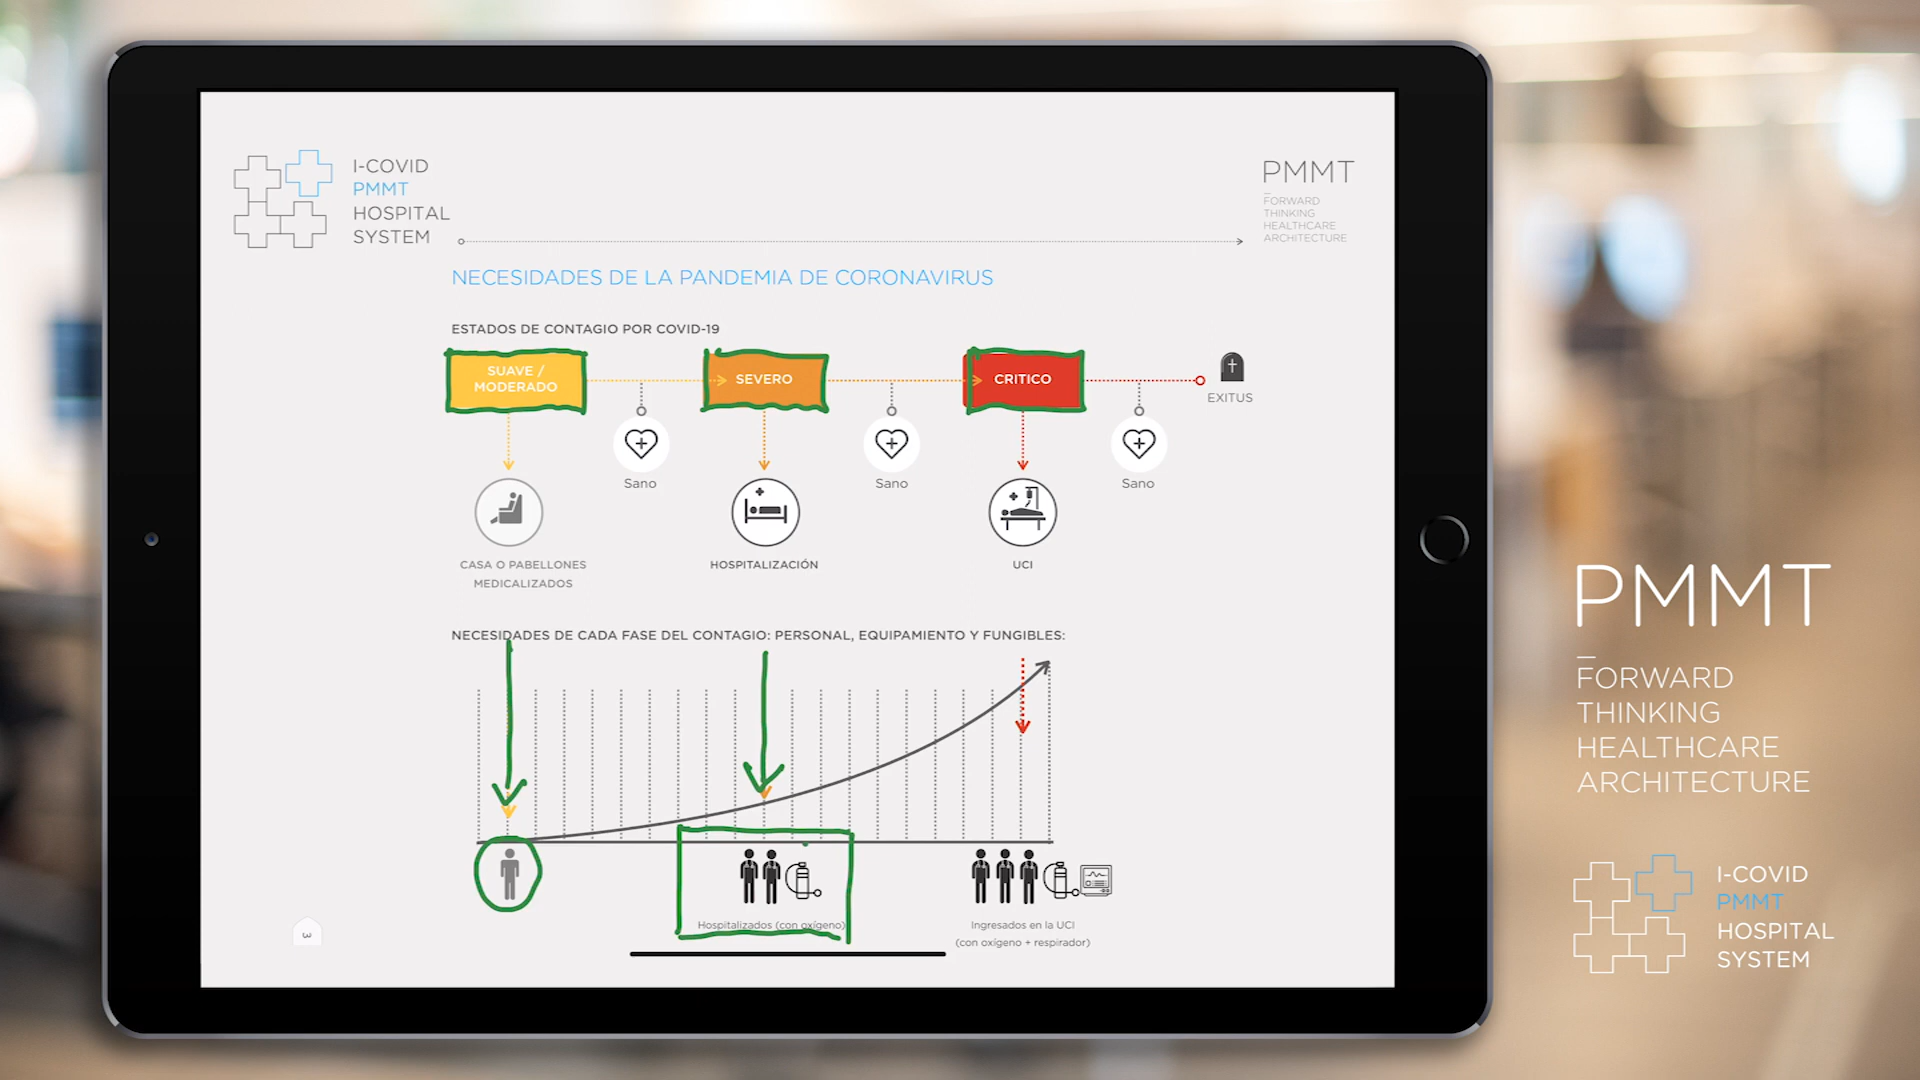 I-COVID
PMMT
HOSPITAL
SYSTEM
PMMT
FORWARD
THINKING
HEALTHCARE
ARCHITECTURE
NECESIDADES DE LA PANDEMIA DE CORONAVIRUS
ESTADOS DE CONTAGIO POR COVID-19
SUAVE /
MODERADO
SEVERO
CRITICO
EXITUS
Sano
Sano
Sano
CASA O PABELLONES
MEDICALIZADOS
HOSPITALIZACIÓN
UCI
NECESIDADES DE CADA FASE DEL CONTAGIO: PERSONAL, EQUIPAMIENTO Y FUNGIBLES:
Hospitalizados (con oxígeno)
Ingresados en la UCI
(con oxígeno + respirador)
3
PMMT
FORWARD
THINKING
HEALTHCARE
ARCHITECTURE
I-COVID
PMMT
HOSPITAL
SYSTEM